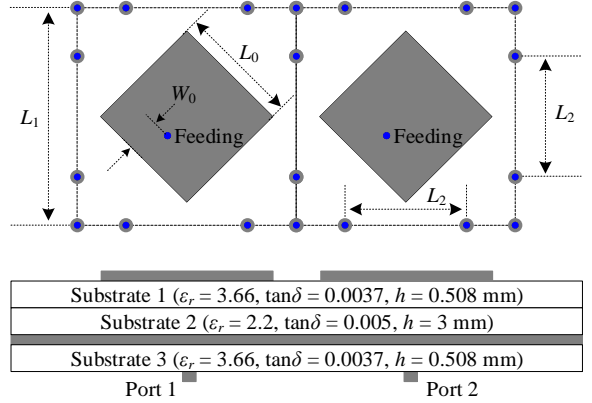 L₀
W₀
L₁
L₂
Feeding
Feeding
L₂
Substrate 1 (εᵣ = 3.66, tanδ = 0.0037, h = 0.508 mm)
Substrate 2 (εᵣ = 2.2, tanδ = 0.005, h = 3 mm)
Substrate 3 (εᵣ = 3.66, tanδ = 0.0037, h = 0.508 mm)
Port 1
Port 2